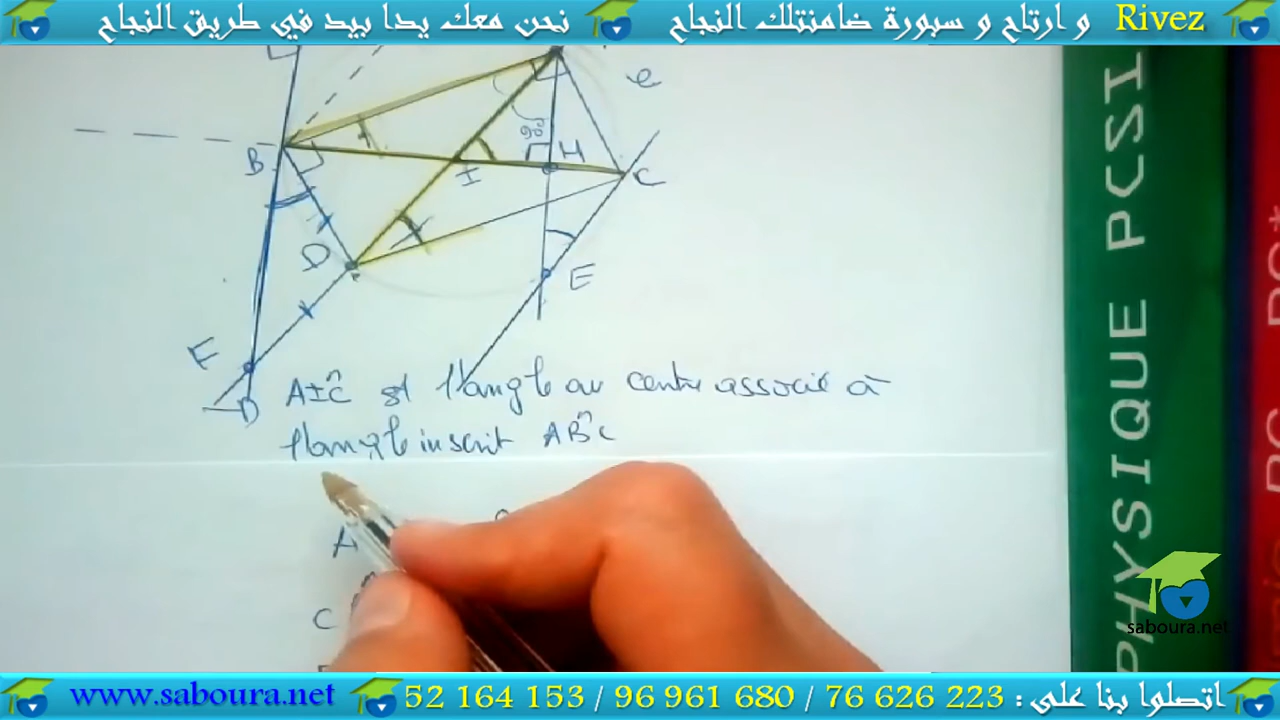 نحن معك يدا بيد في طريق النجاح و ارتاح و سبورة ضامنتلك النجاح Rivez
e
90°
B
I
H
C
D
E
F
D
AIĈ est l'angle au centre associé à
l'angle inscrit AB̂C
A
C
PHYSIQUE PCSI
saboura.net
www.saboura.net 52 164 153 / 96 961 680 / 76 626 223 : اتصلوا بنا على